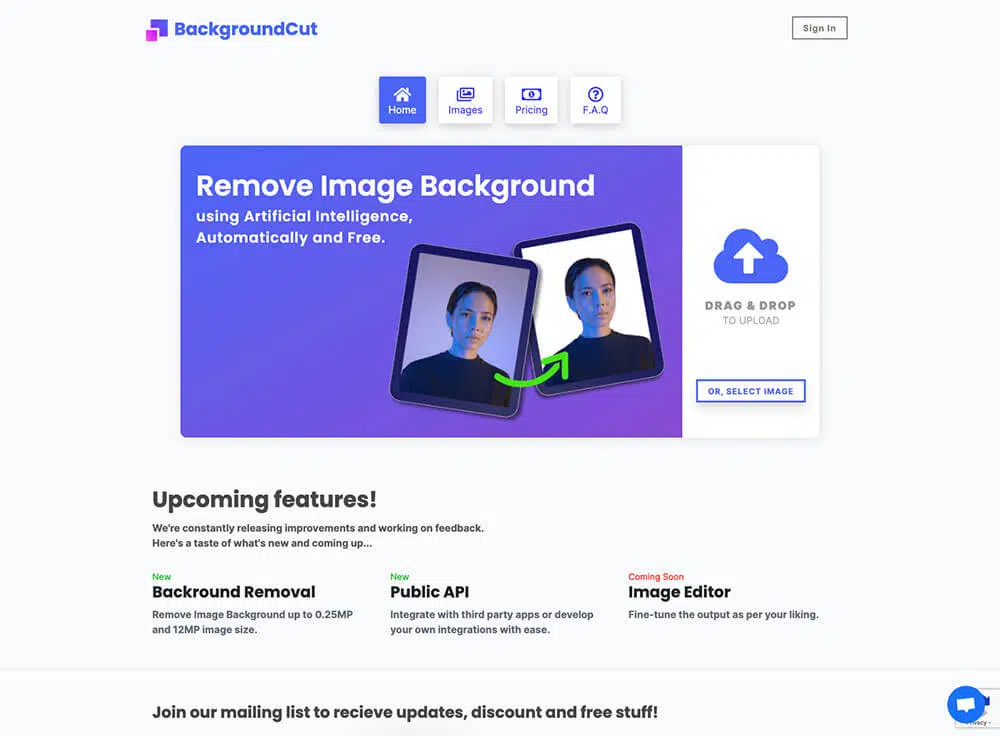 BackgroundCut
Sign In
Home
Images
Pricing
F.A.Q
Remove Image Background
using Artificial Intelligence,
Automatically and Free.
DRAG & DROP
TO UPLOAD
OR, SELECT IMAGE
Upcoming features!
We're constantly releasing improvements and working on feedback.
Here's a taste of what's new and coming up...
New
Backround Removal
Remove Image Background up to 0.25MP
and 12MP image size.
New
Public API
Integrate with third party apps or develop
your own integrations with ease.
Coming Soon
Image Editor
Fine-tune the output as per your liking.
Join our mailing list to recieve updates, discount and free stuff!